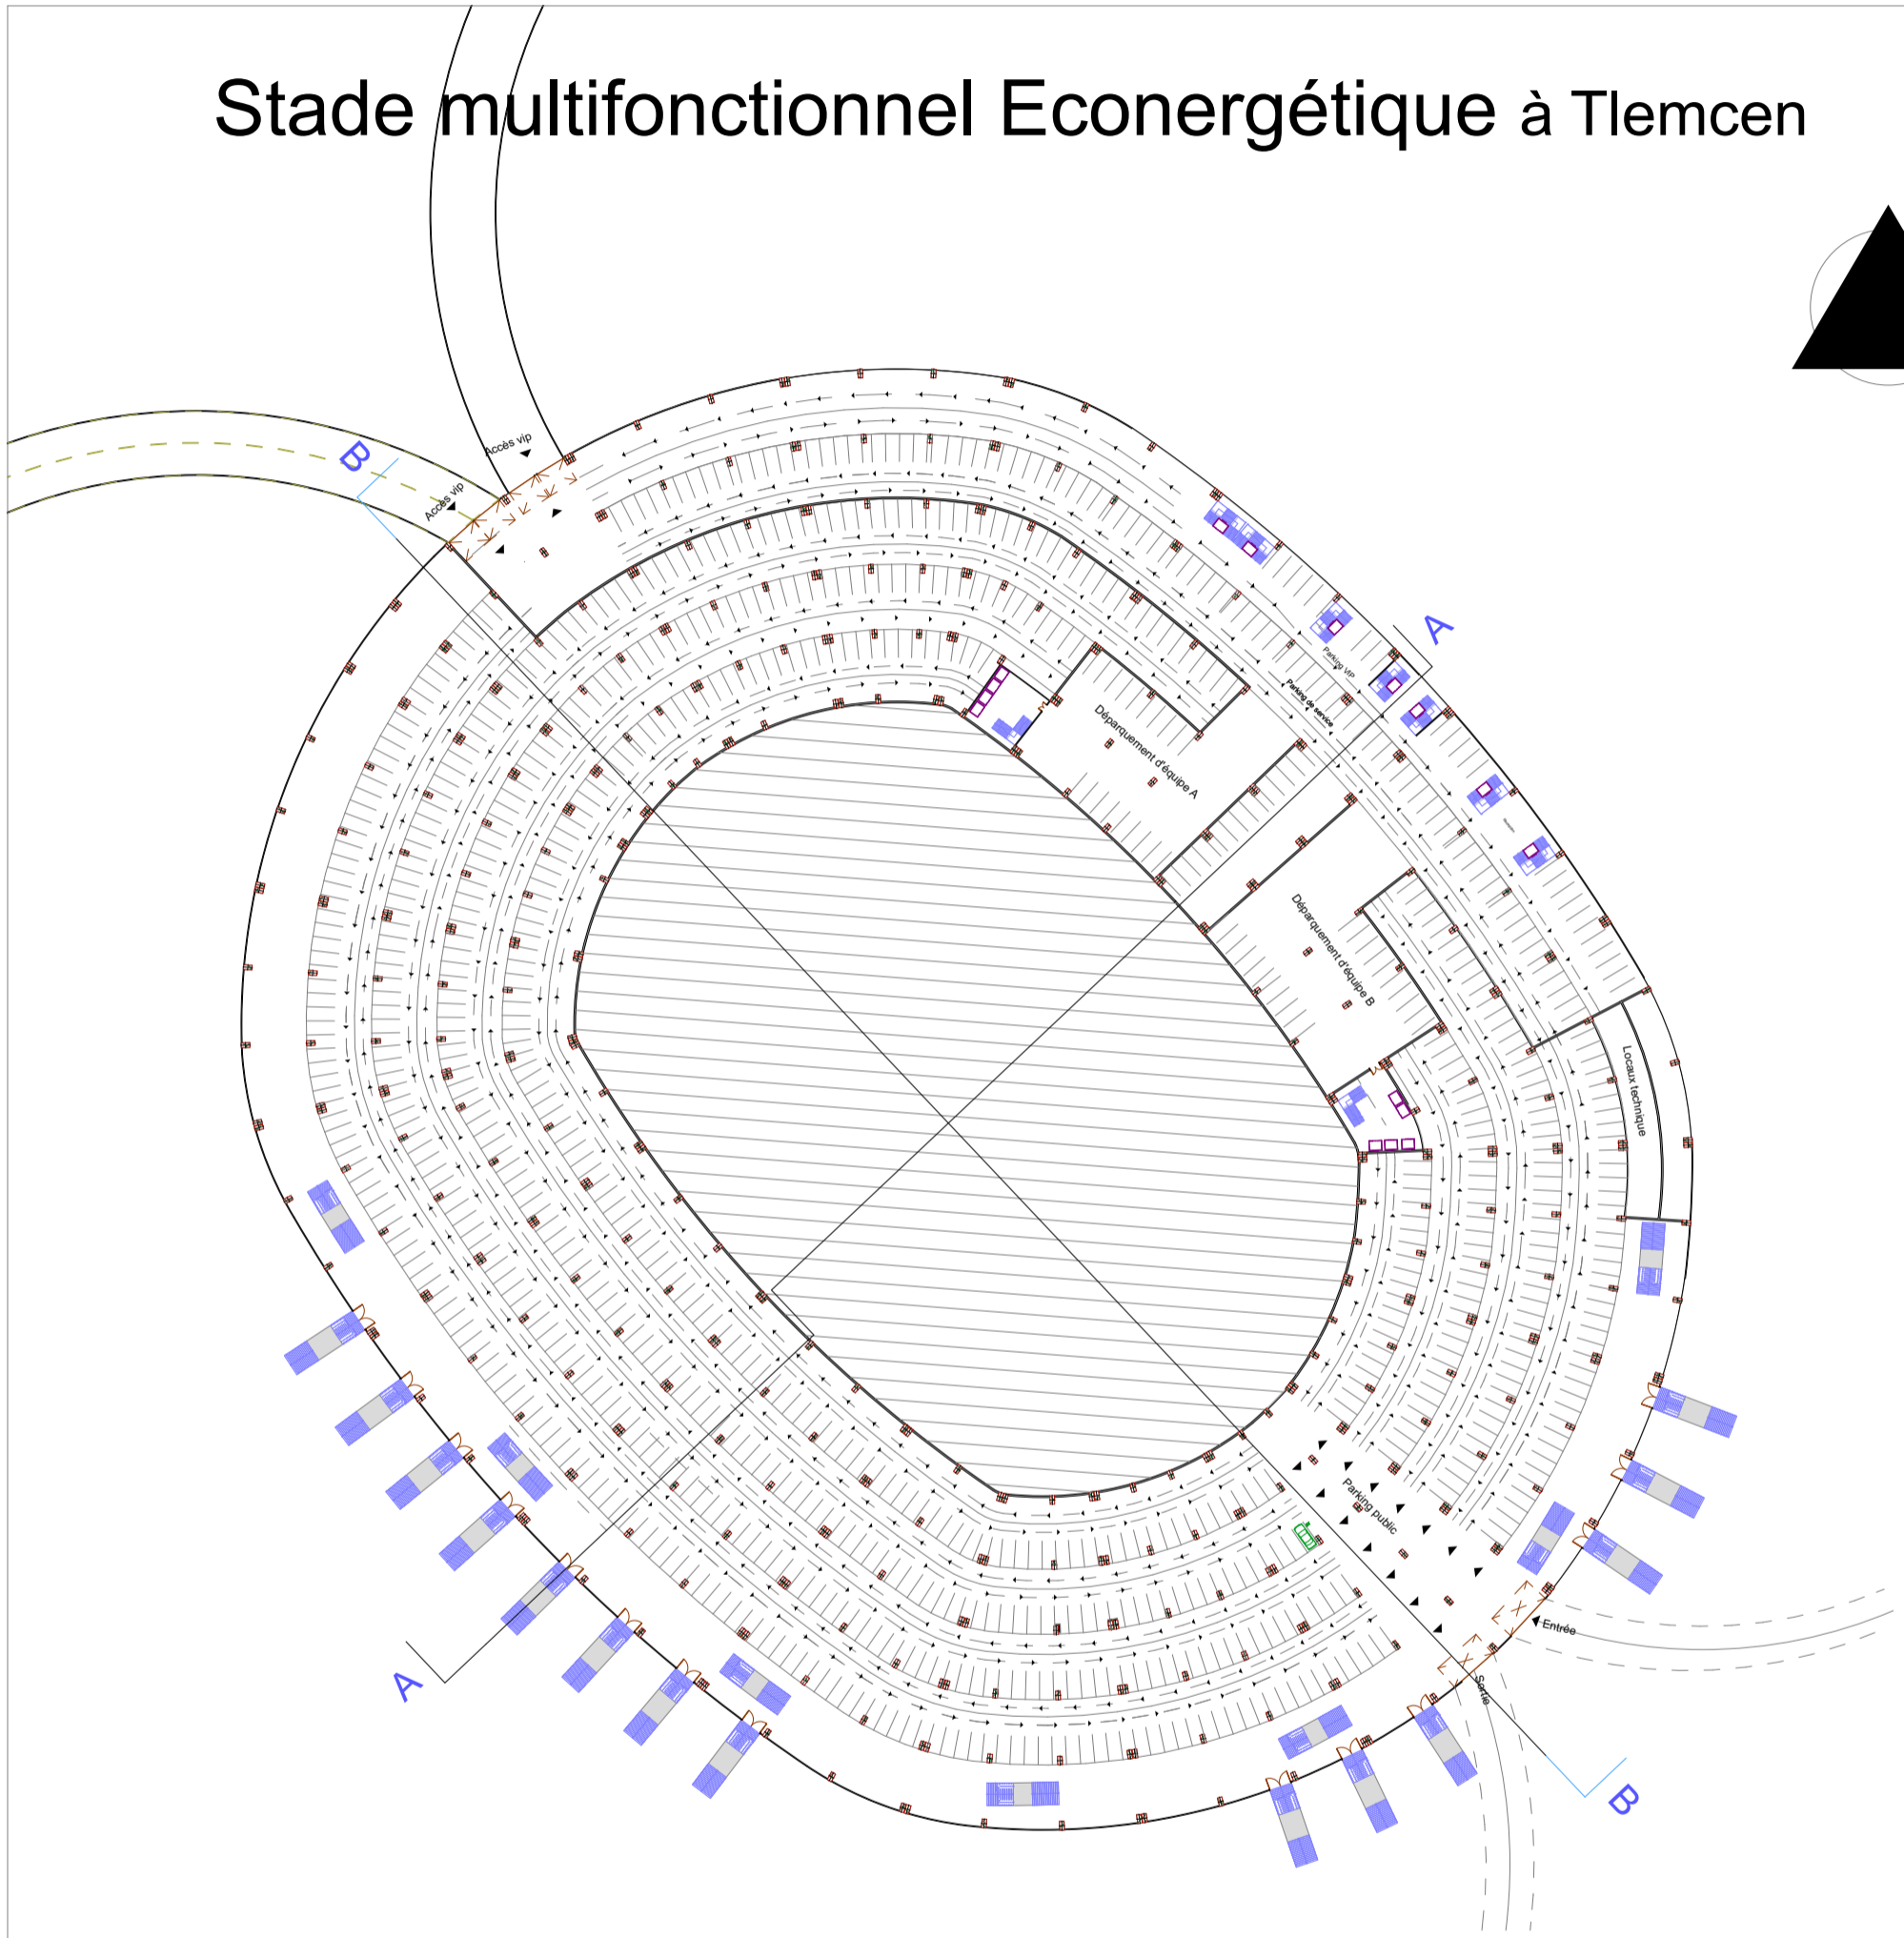 Stade multifonctionnel Econergétique à Tlemcen
Accès vip
Accès vip
B
A
Parking VIP
Parking de service
Déparquement d'équipe A
Déparquement d'équipe B
Locaux technique
Parking public
Entrée
Sortie
A
B